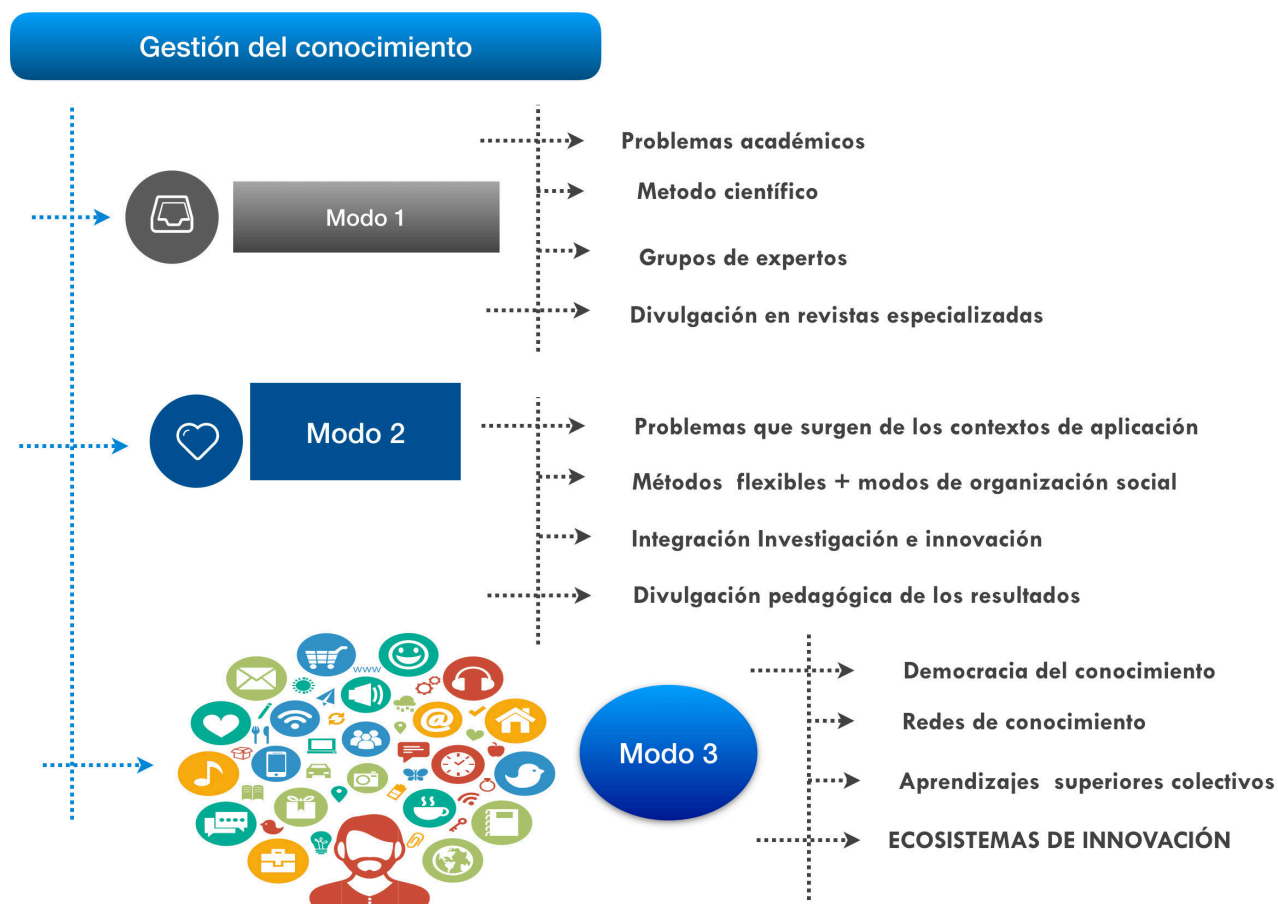 Gestión del conocimiento
Problemas académicos
Metodo científico
Modo 1
Grupos de expertos
Divulgación en revistas especializadas
Modo 2
Problemas que surgen de los contextos de aplicación
Métodos flexibles + modos de organización social
Integración Investigación e innovación
Divulgación pedagógica de los resultados
www
@
Modo 3
Democracia del conocimiento
Redes de conocimiento
Aprendizajes superiores colectivos
ECOSISTEMAS DE INNOVACIÓN